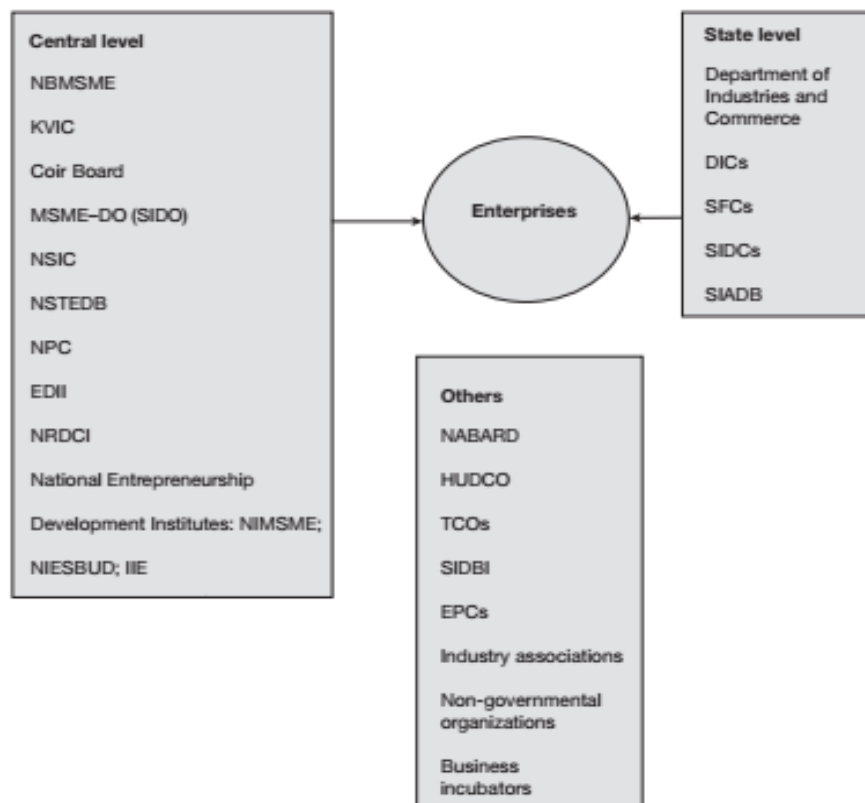 Central level
NBMSME
KVIC
Coir Board
MSME–DO (SIDO)
NSIC
NSTEDB
NPC
EDII
NRDCI
National Entrepreneurship
Development Institutes: NIMSME;
NIESBUD; IIE
Enterprises
State level
Department of
Industries and
Commerce
DICs
SFCs
SIDCs
SIADB
Others
NABARD
HUDCO
TCOs
SIDBI
EPCs
Industry associations
Non-governmental
organizations
Business
incubators